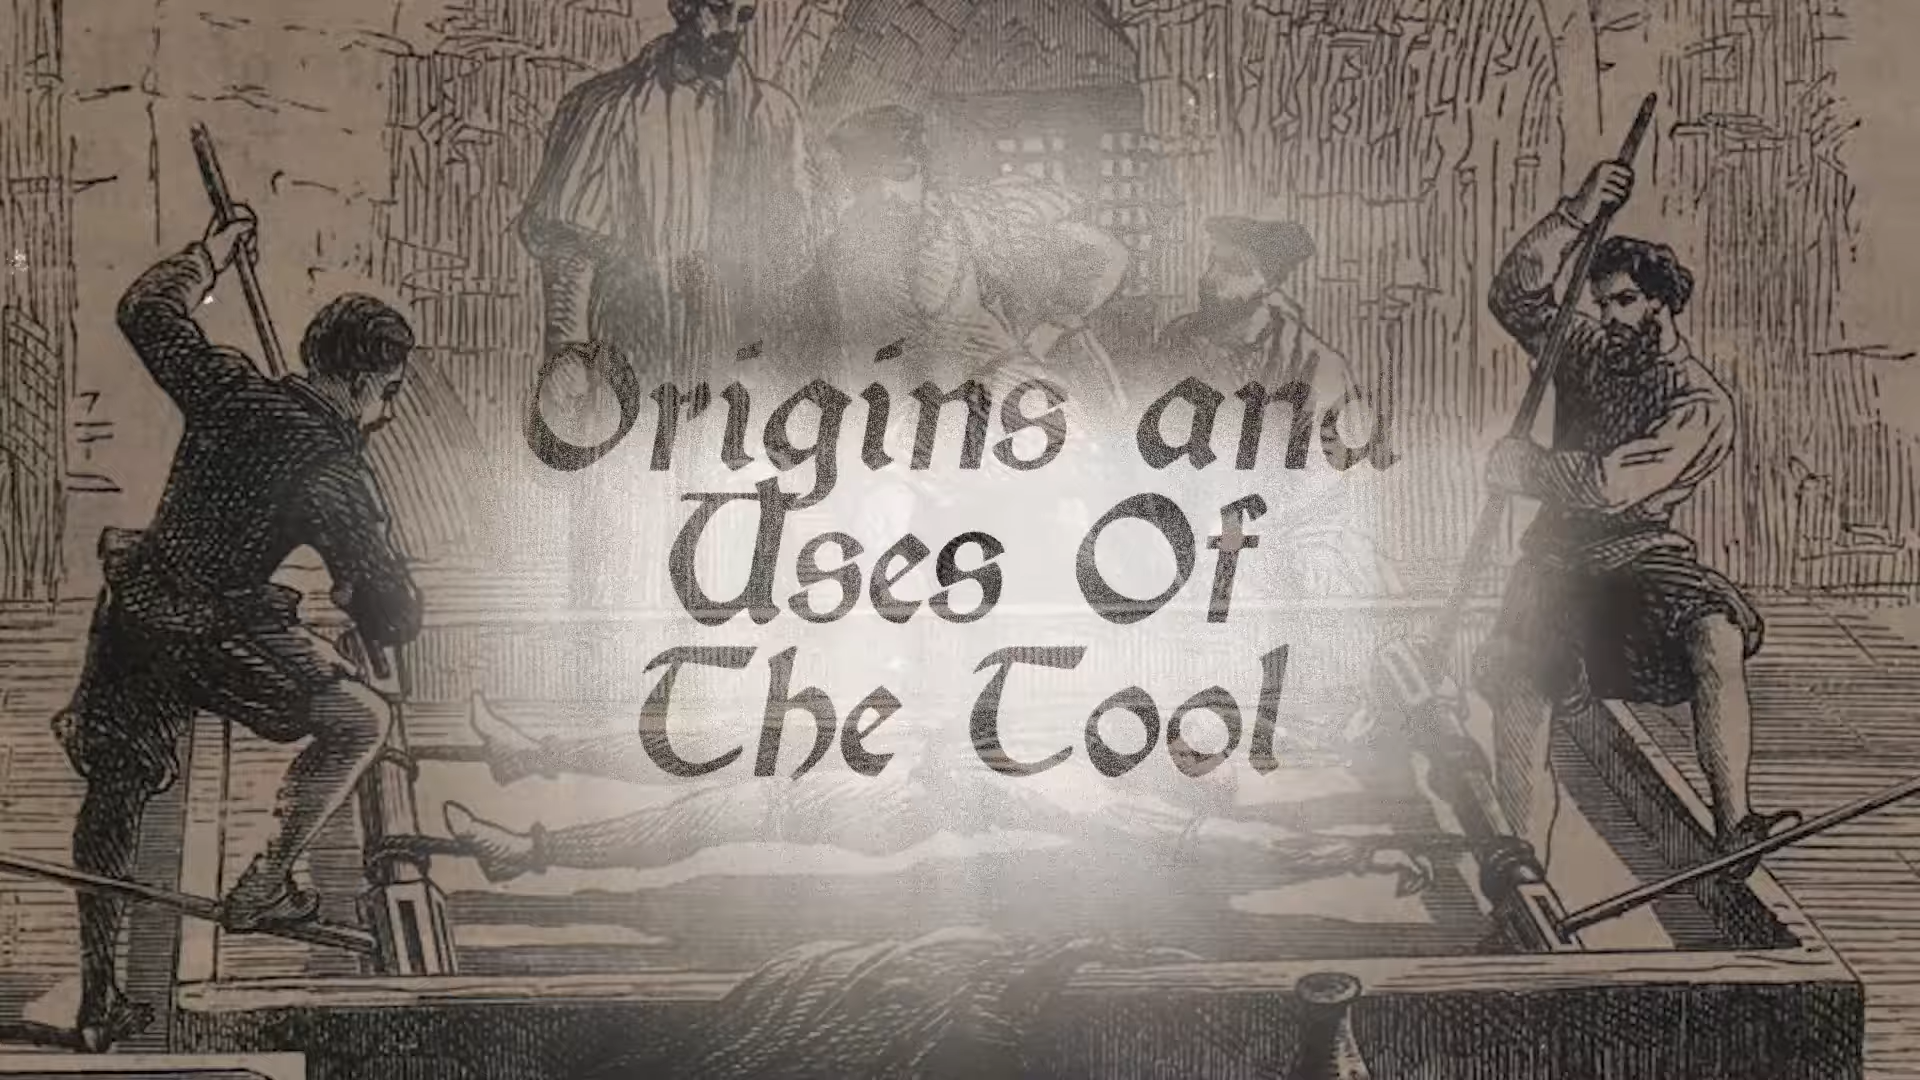 Origins and
Uses Of
The Tool